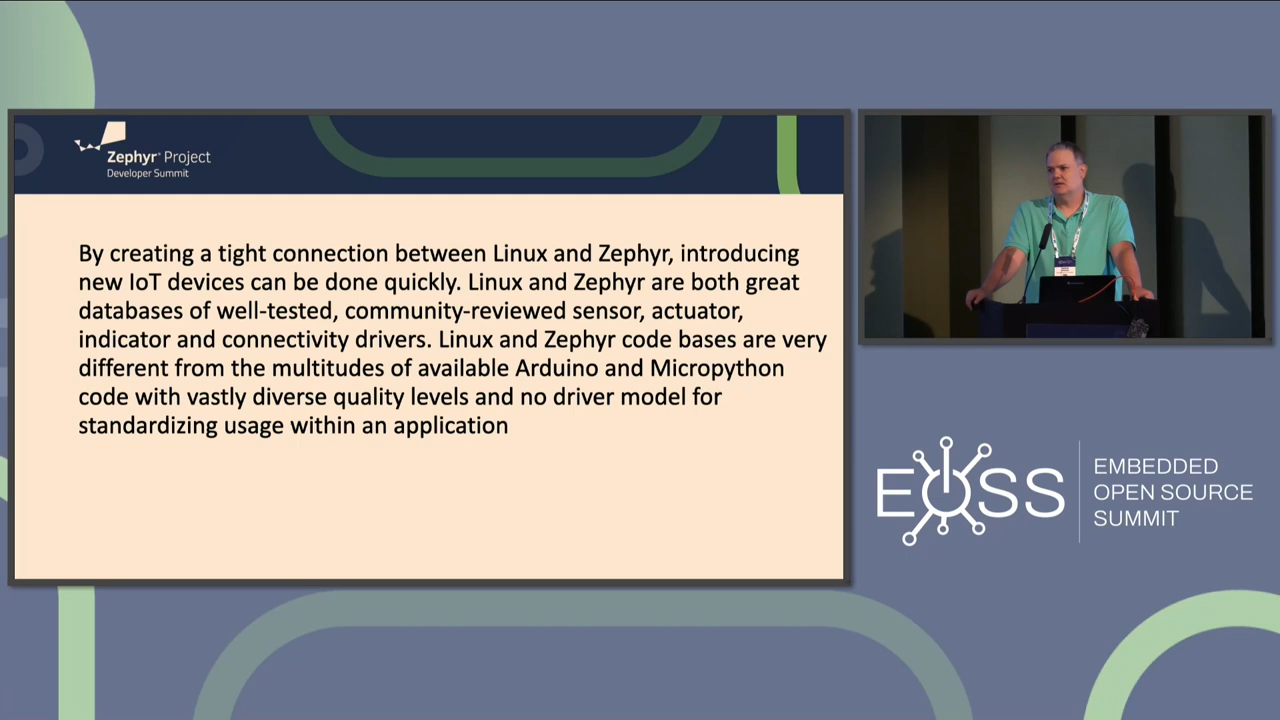 Zephyr® Project
Developer Summit
By creating a tight connection between Linux and Zephyr, introducing
new IoT devices can be done quickly. Linux and Zephyr are both great
databases of well-tested, community-reviewed sensor, actuator,
indicator and connectivity drivers. Linux and Zephyr code bases are very
different from the multitudes of available Arduino and Micropython
code with vastly diverse quality levels and no driver model for
standardizing usage within an application
EOSS
EMBEDDED
OPEN SOURCE
SUMMIT